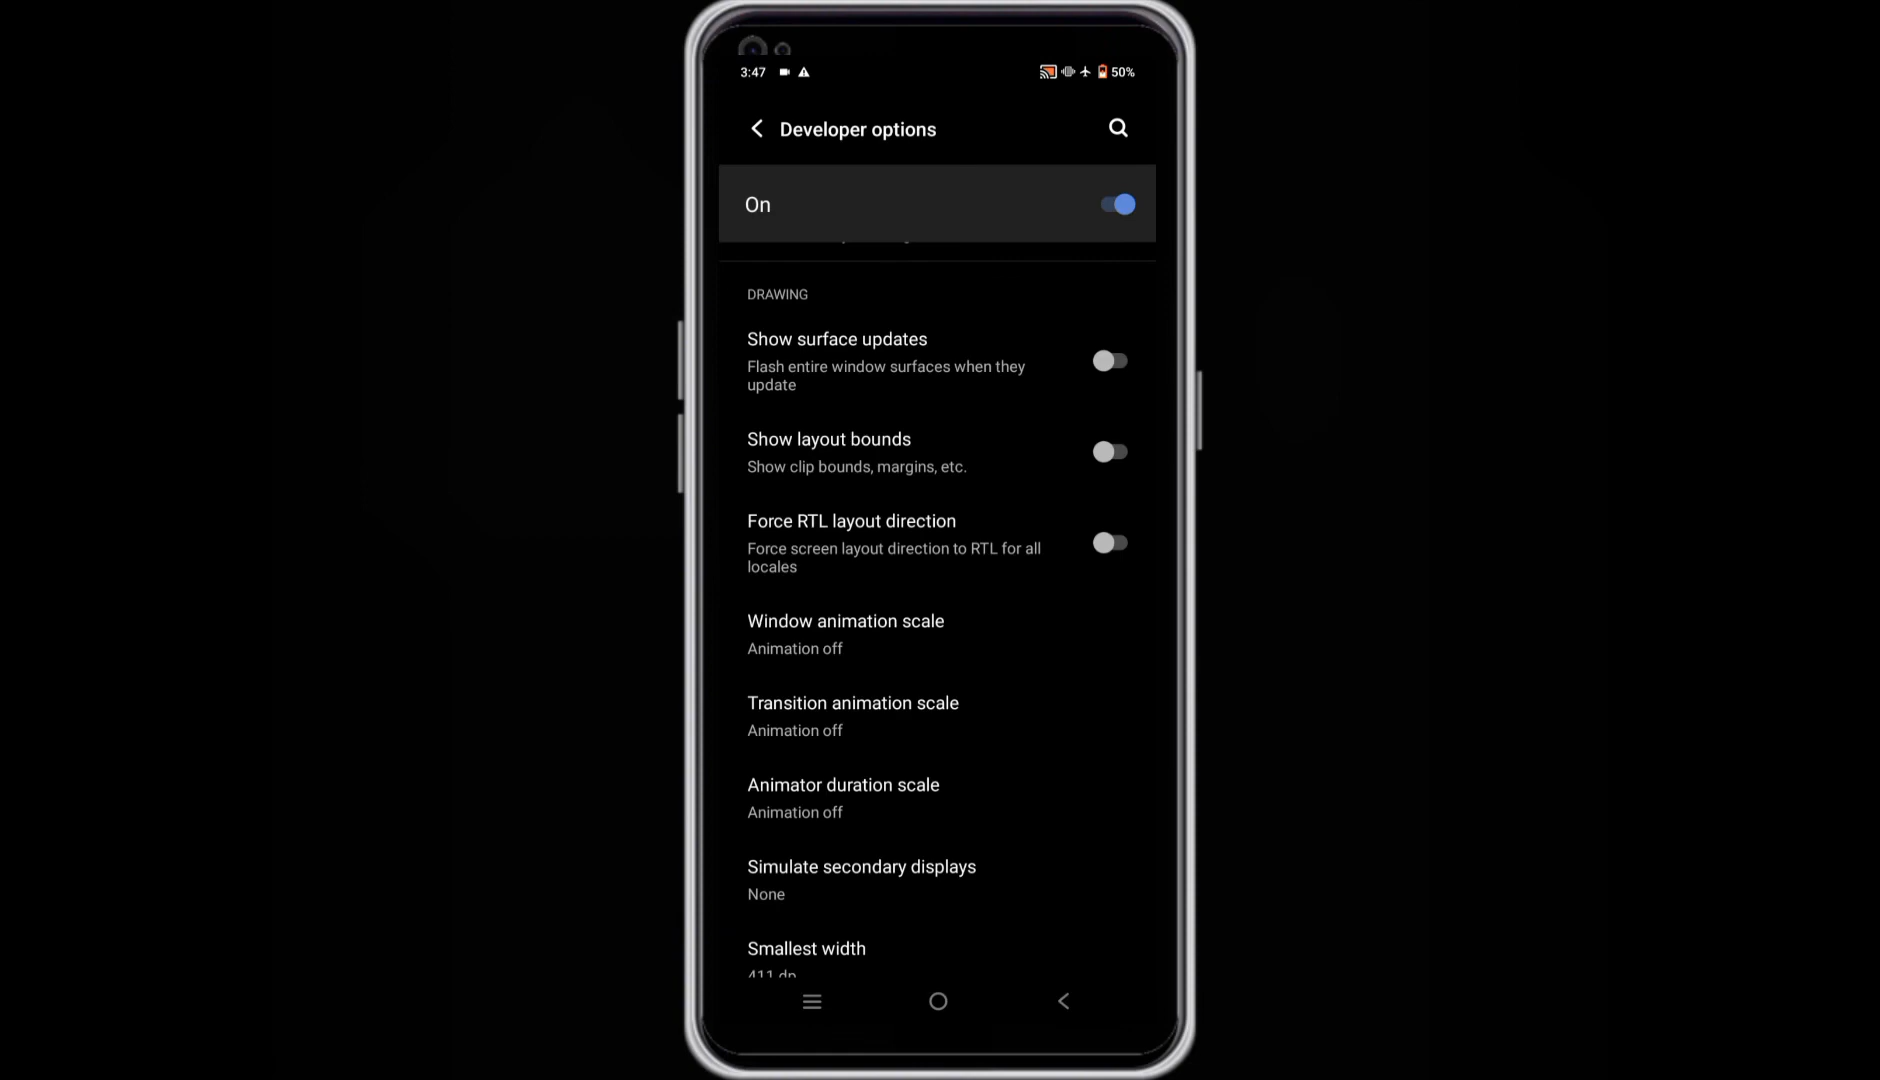 3:47
50%
Developer options
On
DRAWING
Show surface updates
Flash entire window surfaces when they
update
Show layout bounds
Show clip bounds, margins, etc.
Force RTL layout direction
Force screen layout direction to RTL for all
locales
Window animation scale
Animation off
Transition animation scale
Animation off
Animator duration scale
Animation off
Simulate secondary displays
None
Smallest width
411 dp